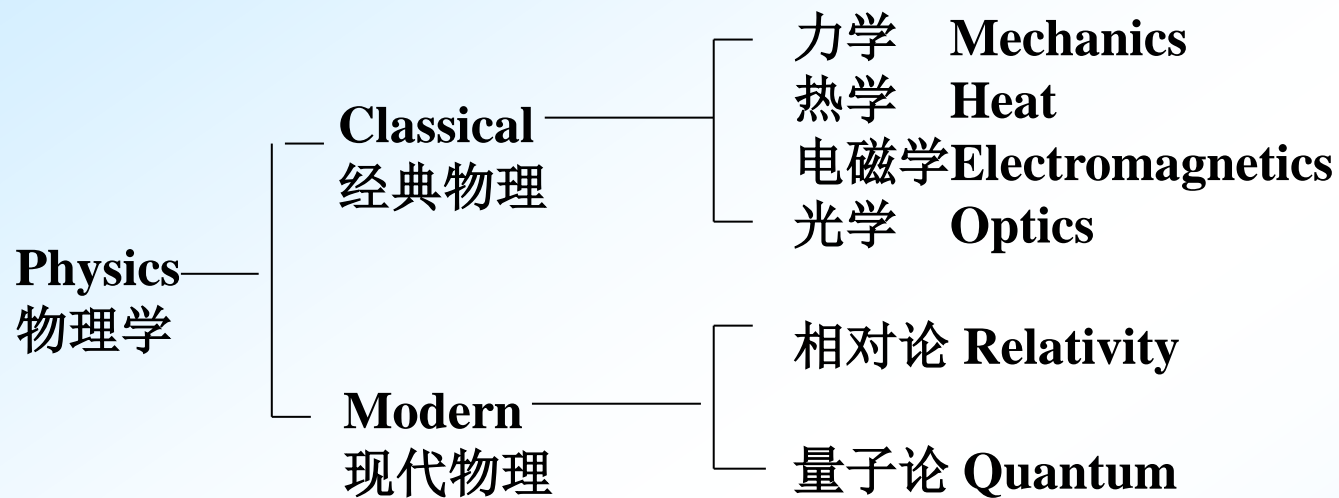 Physics
物理学
Classical
经典物理
力学 Mechanics
热学 Heat
电磁学Electromagnetics
光学 Optics
Modern
现代物理
相对论 Relativity
量子论 Quantum